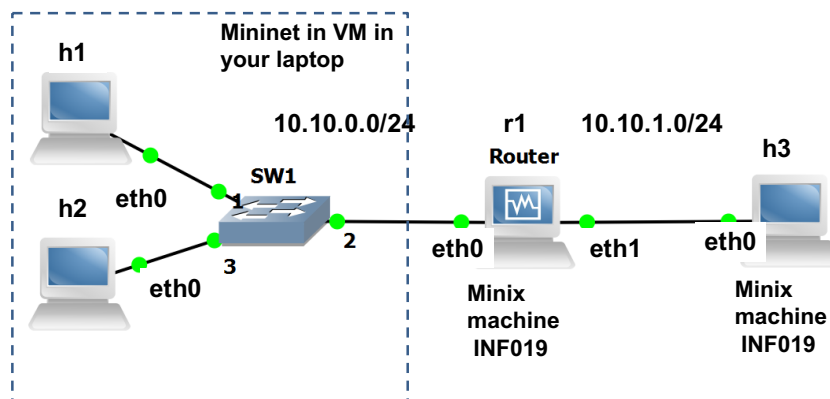 Mininet in VM in
your laptop
h1
10.10.0.0/24
r1
10.10.1.0/24
Router
h3
SW1
eth0
1
h2
2
3
eth0
eth0
eth1
eth0
Minix
machine
INF019
Minix
machine
INF019